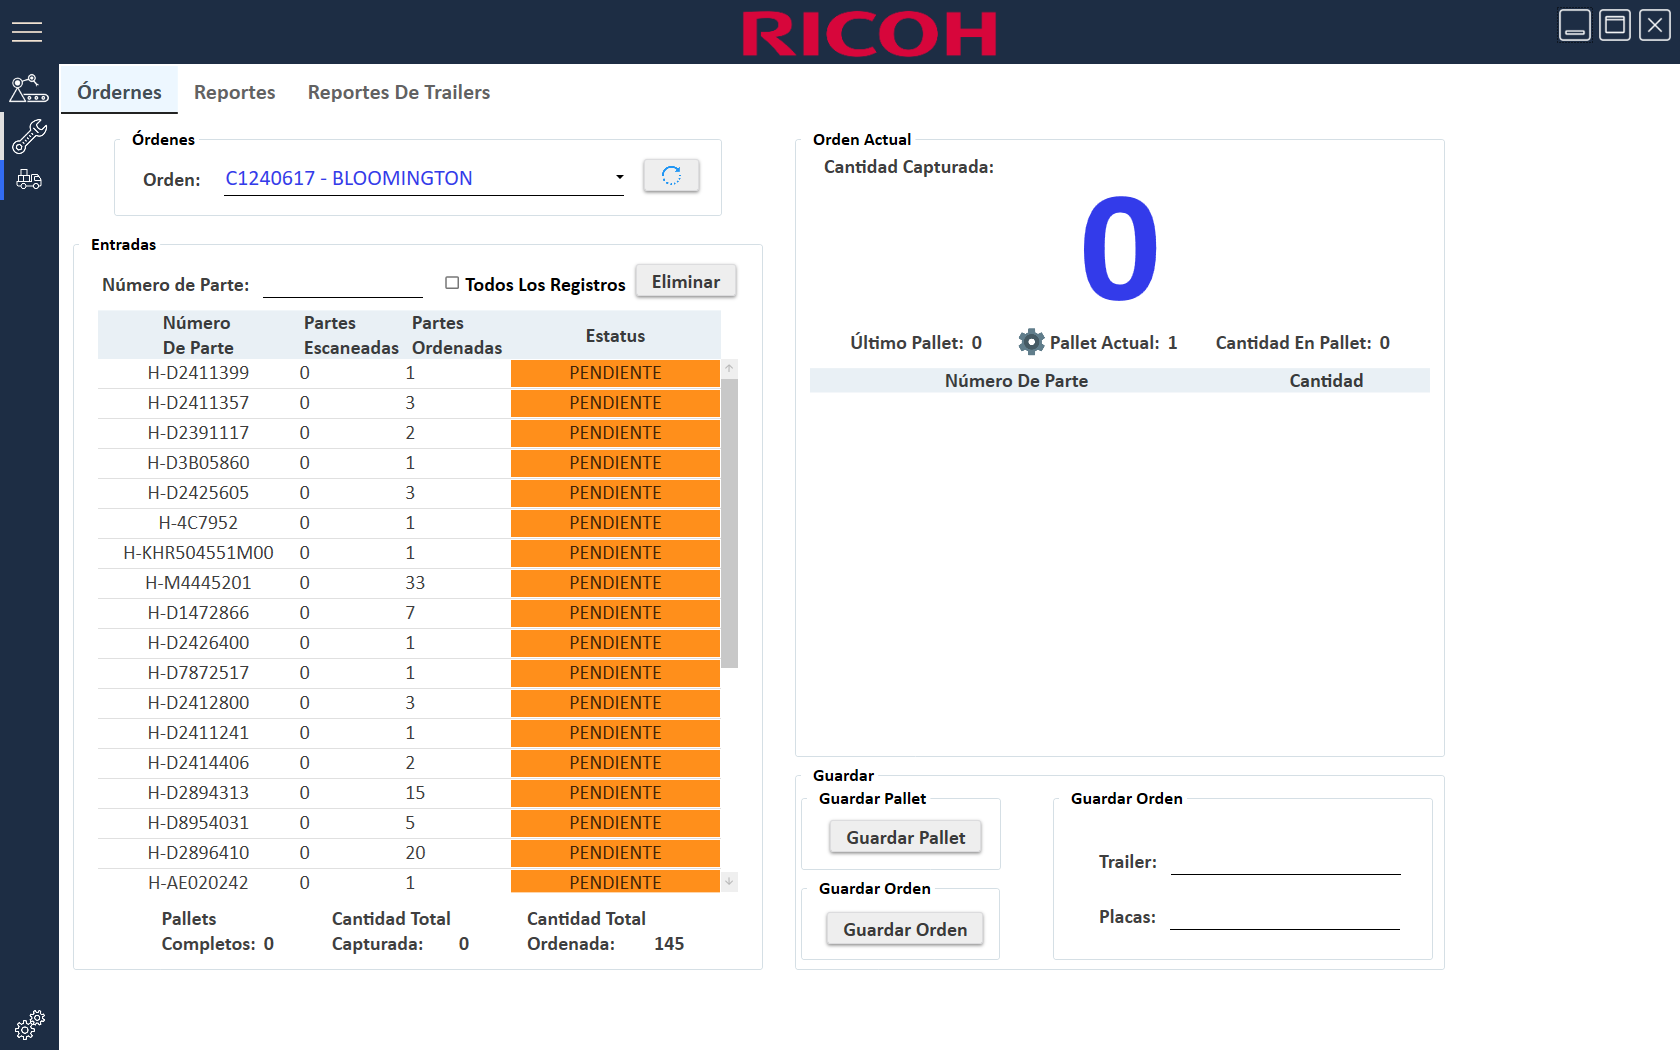 RICOH
Órdernes Reportes Reportes De Trailers
Órdenes
Orden: C1240617 - BLOOMINGTON
Entradas
Número de Parte: Todos Los Registros Eliminar
Número De Parte Partes Escaneadas Partes Ordenadas Estatus
H-D2411399 0 1 PENDIENTE
H-D2411357 0 3 PENDIENTE
H-D2391117 0 2 PENDIENTE
H-D3B05860 0 1 PENDIENTE
H-D2425605 0 3 PENDIENTE
H-4C7952 0 1 PENDIENTE
H-KHR504551M00 0 1 PENDIENTE
H-M4445201 0 33 PENDIENTE
H-D1472866 0 7 PENDIENTE
H-D2426400 0 1 PENDIENTE
H-D7872517 0 1 PENDIENTE
H-D2412800 0 3 PENDIENTE
H-D2411241 0 1 PENDIENTE
H-D2414406 0 2 PENDIENTE
H-D2894313 0 15 PENDIENTE
H-D8954031 0 5 PENDIENTE
H-D2896410 0 20 PENDIENTE
H-AE020242 0 1 PENDIENTE
Pallets Completos: 0 Cantidad Total Capturada: 0 Cantidad Total Ordenada: 145
Orden Actual
Cantidad Capturada:
0
Último Pallet: 0 Pallet Actual: 1 Cantidad En Pallet: 0
Número De Parte Cantidad
Guardar
Guardar Pallet
Guardar Pallet
Guardar Orden
Guardar Orden
Guardar Orden
Trailer:
Placas: